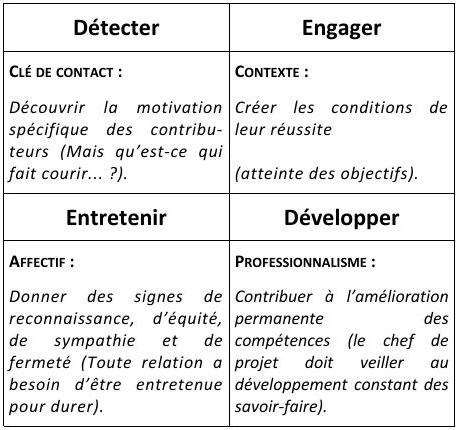 Détecter
Engager
CLÉ DE CONTACT :
Découvrir la motivation
spécifique des contribu-
teurs (Mais qu'est-ce qui
fait courir... ?).
CONTEXTE :
Créer les conditions de
leur réussite
(atteinte des objectifs).
Entretenir
Développer
AFFECTIF :
Donner des signes de
reconnaissance, d'équité,
de sympathie et de
fermeté (Toute relation a
besoin d'être entretenue
pour durer).
PROFESSIONNALISME :
Contribuer à l'amélioration
permanente des
compétences (le chef de
projet doit veiller au
développement constant des
savoir-faire).